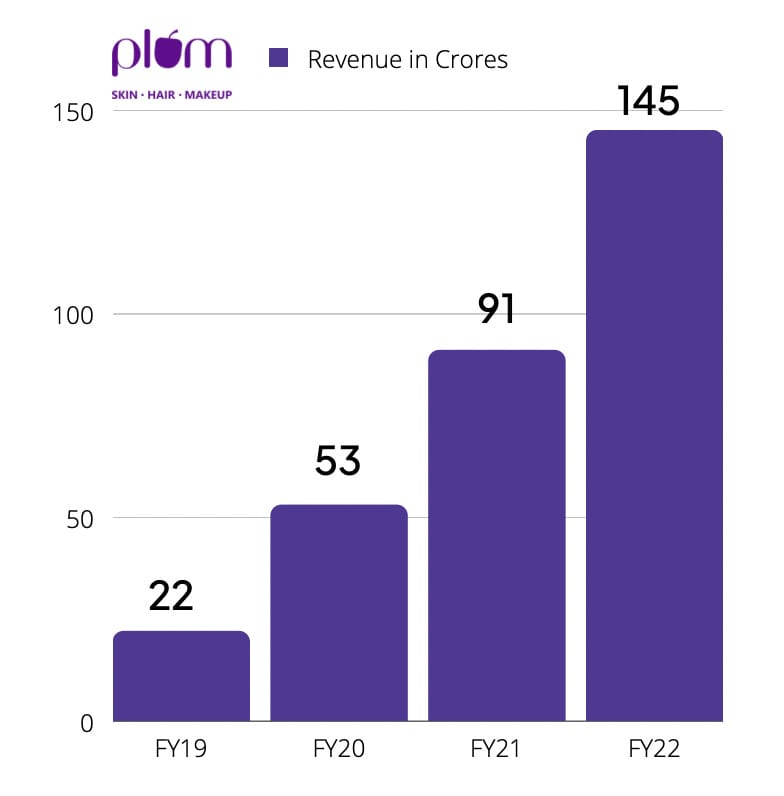 plum
SKIN · HAIR · MAKEUP
Revenue in Crores
150
145
100
91
50
53
22
0
FY19 FY20 FY21 FY22